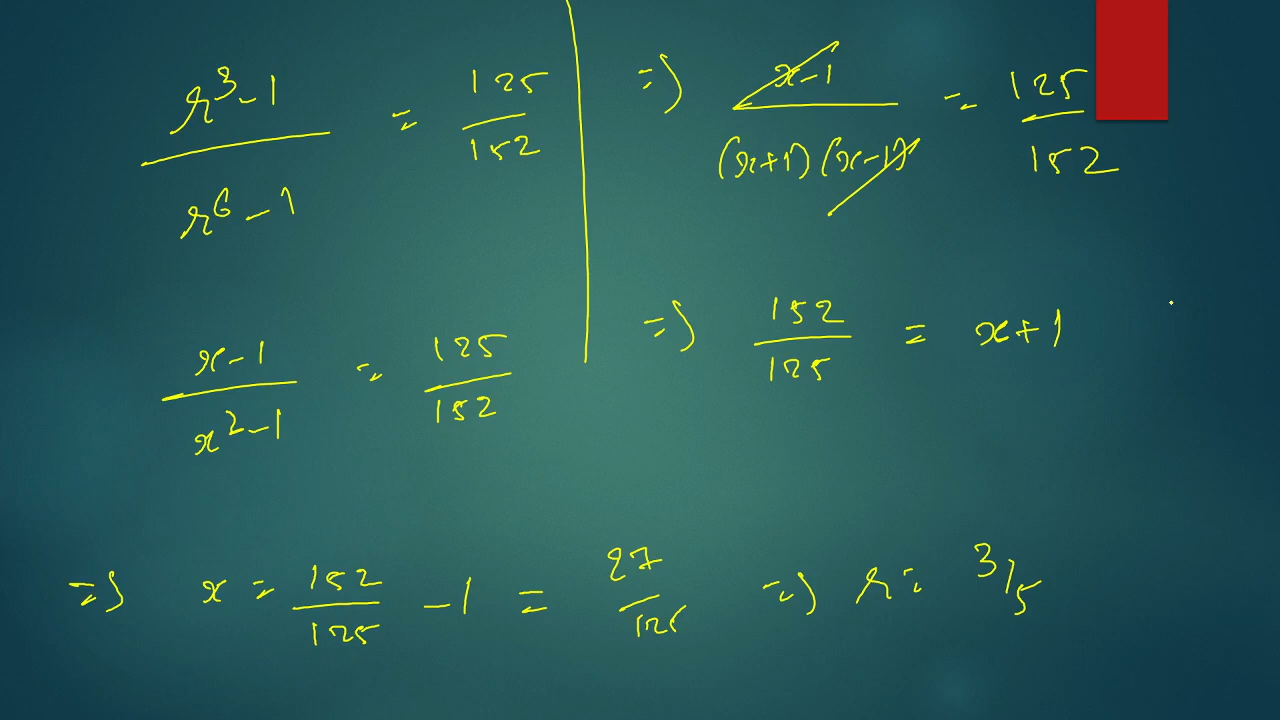 (r^3 - 1)/(r^6 - 1) = 125/152
(x - 1)/(x^2 - 1) = 125/152
=> (x - 1)/((x + 1)(x - 1)) = 125/152
=> 152/125 = x + 1
=> x = 152/125 - 1 = 27/125 => r = 3/5